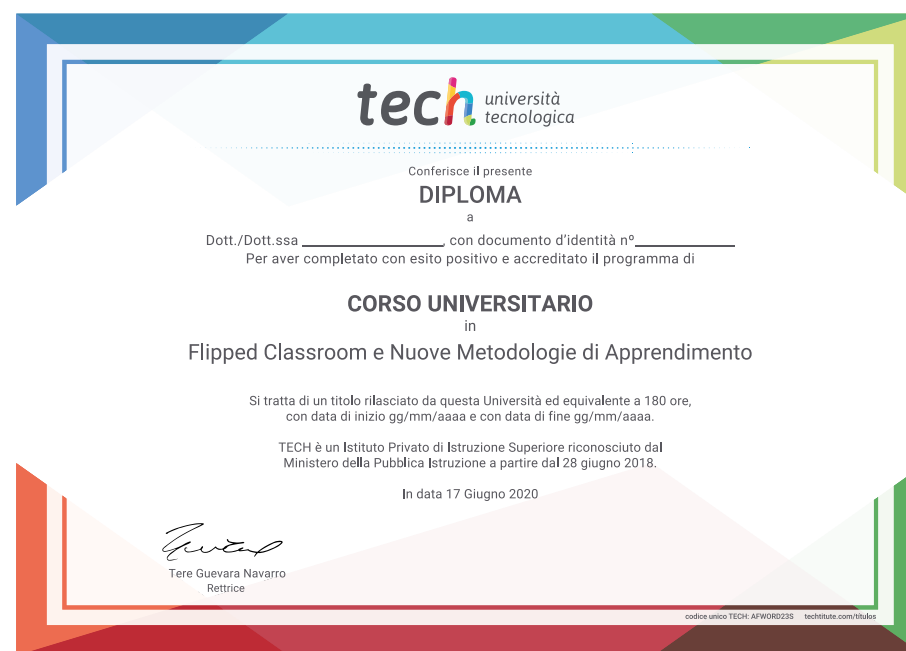 tech università
tecnologica
Conferisce il presente
DIPLOMA
a
Dott./Dott.ssa ____________________, con documento d'identità nº______________
Per aver completato con esito positivo e accreditato il programma di
CORSO UNIVERSITARIO
in
Flipped Classroom e Nuove Metodologie di Apprendimento
Si tratta di un titolo rilasciato da questa Università ed equivalente a 180 ore,
con data di inizio gg/mm/aaaa e con data di fine gg/mm/aaaa.
TECH è un Istituto Privato di Istruzione Superiore riconosciuto dal
Ministero della Pubblica Istruzione a partire dal 28 giugno 2018.
In data 17 Giugno 2020
Tere Guevara Navarro
Rettrice
codice unico TECH: AFWORD23S techtitute.com/títulos